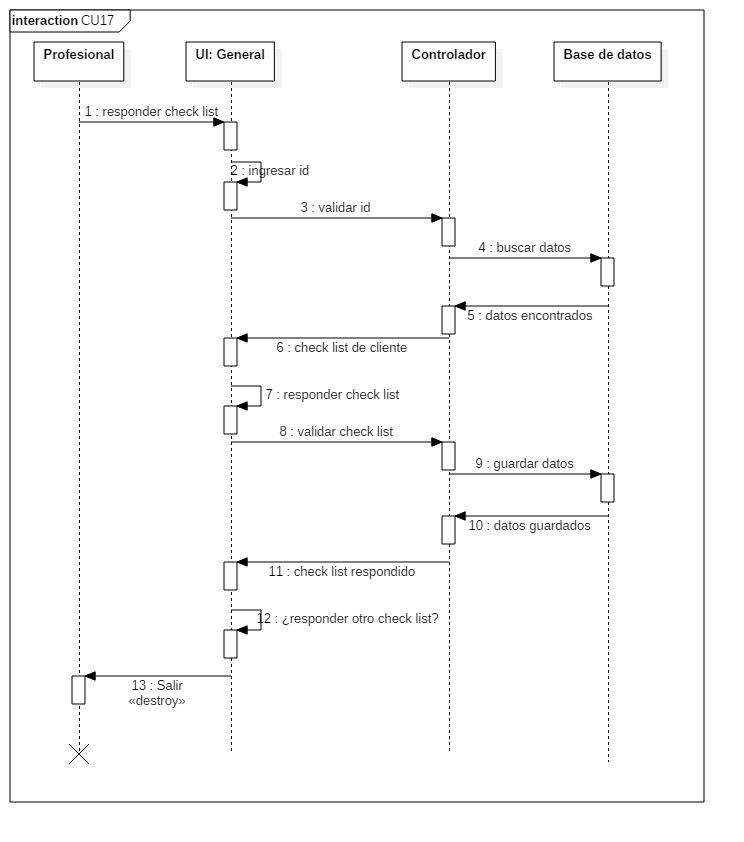 interaction CU17
Profesional
UI: General
Controlador
Base de datos
1 : responder check list
2 : ingresar id
3 : validar id
4 : buscar datos
5 : datos encontrados
6 : check list de cliente
7 : responder check list
8 : validar check list
9 : guardar datos
10 : datos guardados
11 : check list respondido
12 : ¿responder otro check list?
13 : Salir
«destroy»